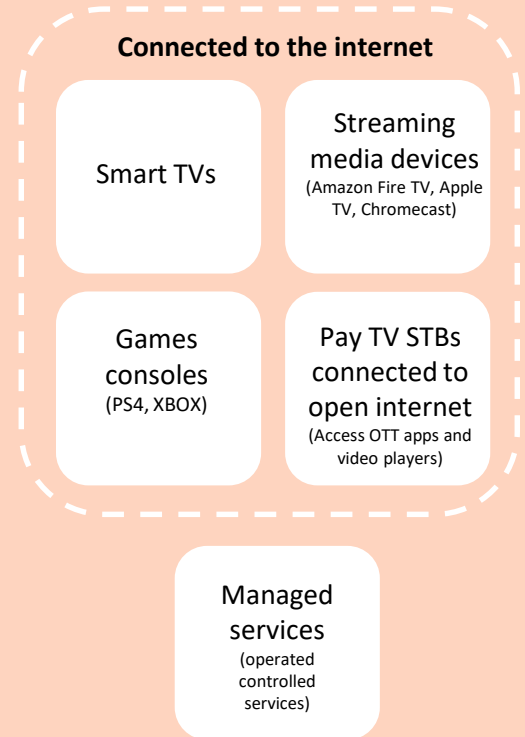 Connected to the internet
Smart TVs
Streaming
media devices
(Amazon Fire TV, Apple
TV, Chromecast)
Games
consoles
(PS4, XBOX)
Pay TV STBs
connected to
open internet
(Access OTT apps and
video players)
Managed
services
(operated
controlled
services)